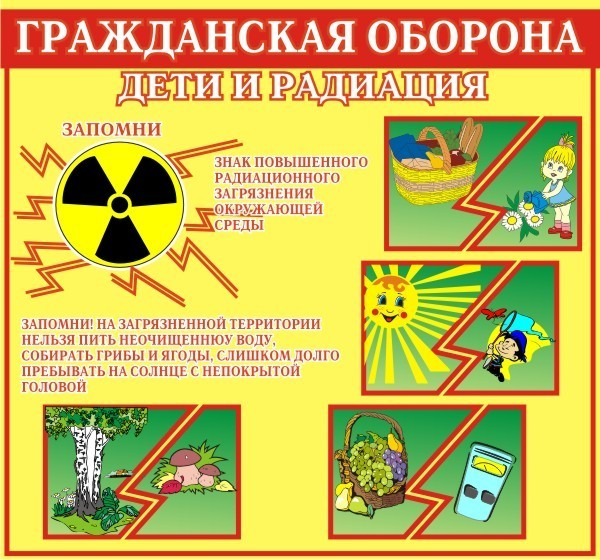 ГРАЖДАНСКАЯ ОБОРОНА
ДЕТИ И РАДИАЦИЯ
ЗАПОМНИ
ЗНАК ПОВЫШЕННОГО
РАДИАЦИОННОГО
ЗАГРЯЗНЕНИЯ
ОКРУЖАЮЩЕЙ
СРЕДЫ
ЗАПОМНИ! НА ЗАГРЯЗНЕННОЙ ТЕРРИТОРИИ
НЕЛЬЗЯ ПИТЬ НЕОЧИЩЕННЮУ ВОДУ,
СОБИРАТЬ ГРИБЫ И ЯГОДЫ, СЛИШКОМ ДОЛГО
ПРЕБЫВАТЬ НА СОЛНЦЕ С НЕПОКРЫТОЙ
ГОЛОВОЙ